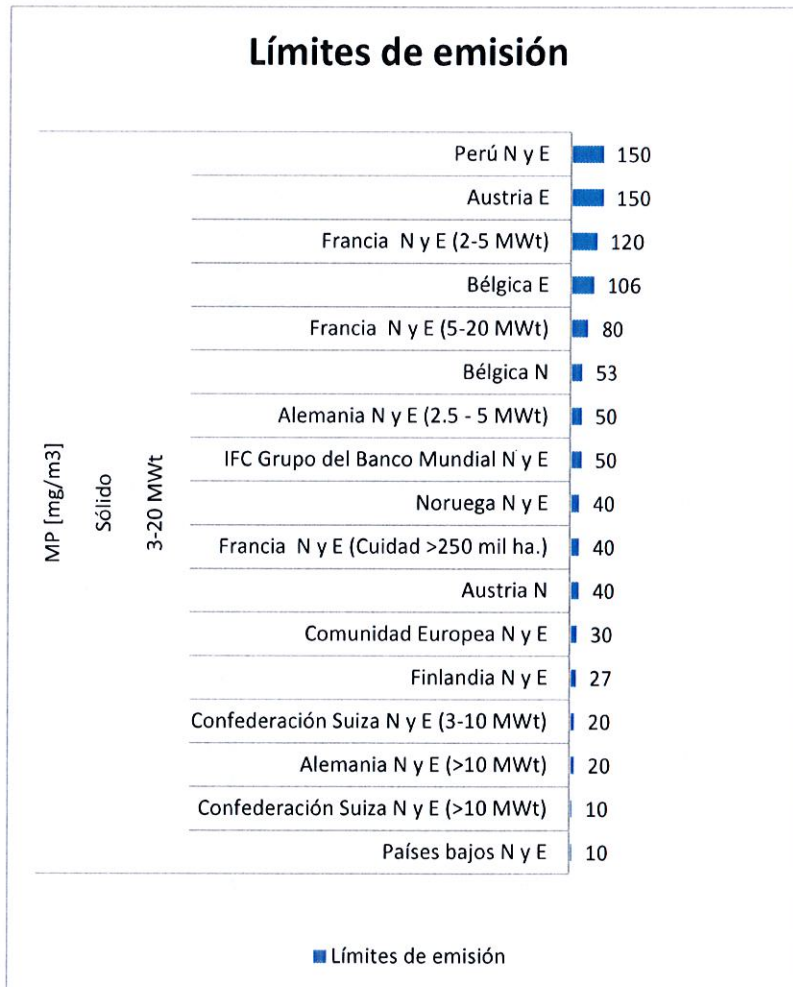 Límites de emisión
MP [mg/m3]
Sólido
3-20 MWt
Perú N y E 150
Austria E 150
Francia N y E (2-5 MWt) 120
Bélgica E 106
Francia N y E (5-20 MWt) 80
Bélgica N 53
Alemania N y E (2.5 - 5 MWt) 50
IFC Grupo del Banco Mundial N y E 50
Noruega N y E 40
Francia N y E (Cuidad >250 mil ha.) 40
Austria N 40
Comunidad Europea N y E 30
Finlandia N y E 27
Confederación Suiza N y E (3-10 MWt) 20
Alemania N y E (>10 MWt) 20
Confederación Suiza N y E (>10 MWt) 10
Países bajos N y E 10
Límites de emisión